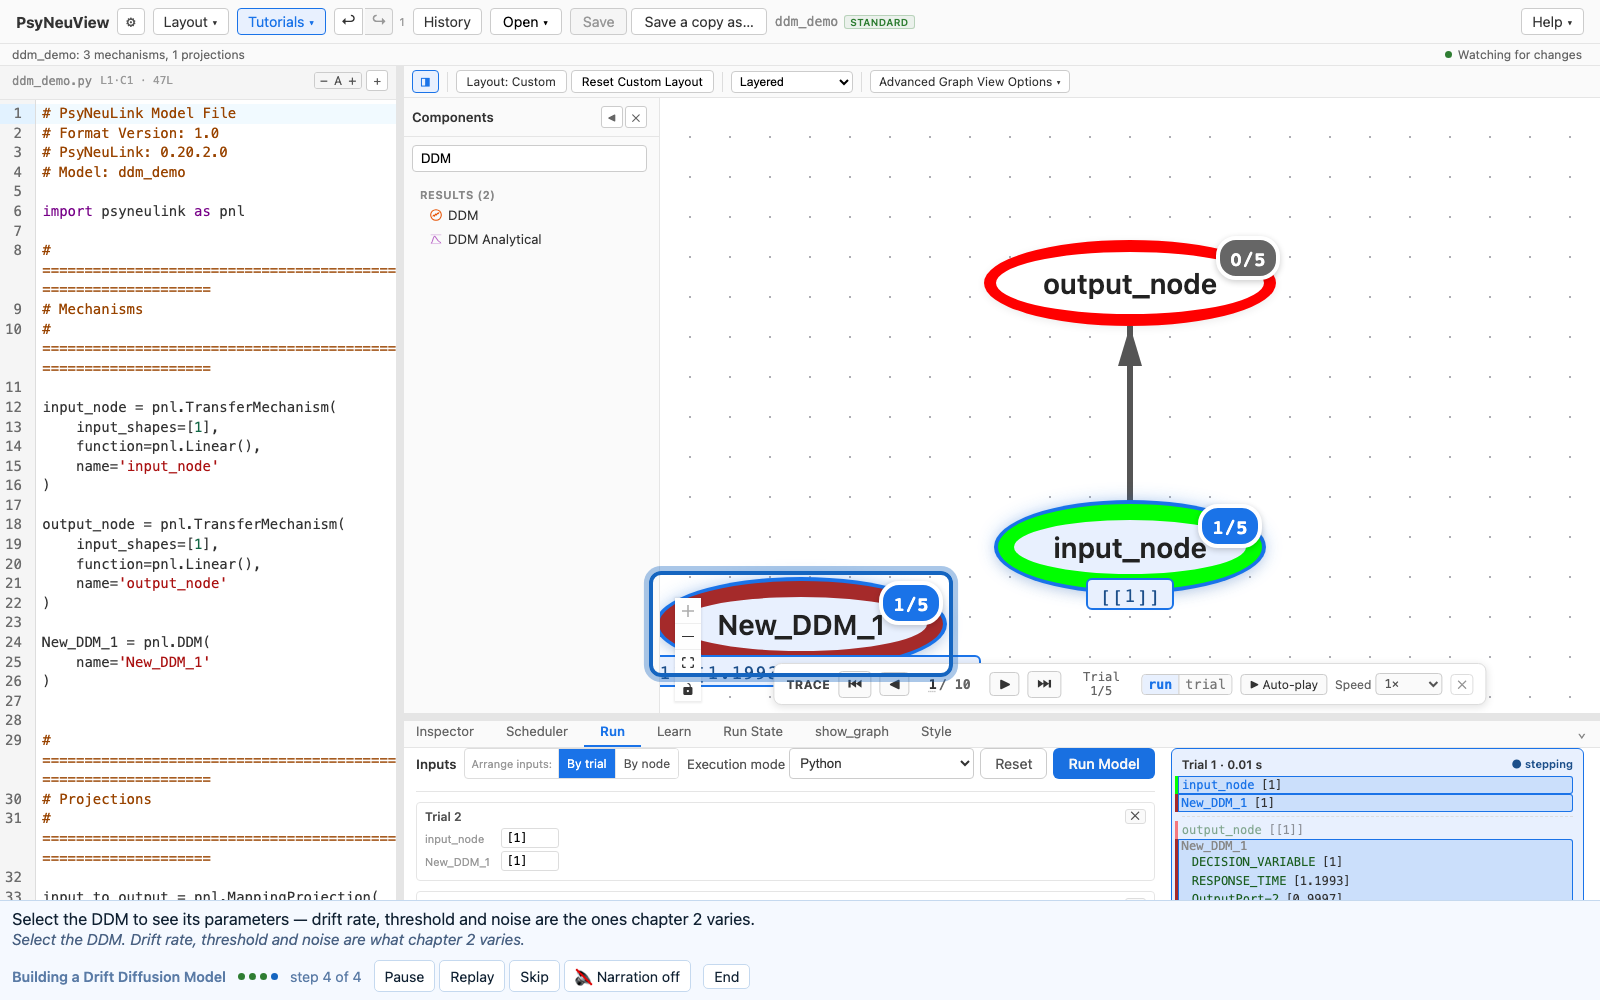 PsyNeuView
Layout ▾
Tutorials ▾
1
History
Open ▾
Save
Save a copy as...
ddm_demo STANDARD
Help ▾
ddm_demo: 3 mechanisms, 1 projections
Watching for changes
ddm_demo.py L1·C1 · 47L
− A +
+
Layout: Custom
Reset Custom Layout
Layered
Advanced Graph View Options ▾
1 # PsyNeuLink Model File
2 # Format Version: 1.0
3 # PsyNeuLink: 0.20.2.0
4 # Model: ddm_demo
5
6 import psyneulink as pnl
7
8 #
==========================================
====================
9 # Mechanisms
10 #
==========================================
====================
11
12 input_node = pnl.TransferMechanism(
13 input_shapes=[1],
14 function=pnl.Linear(),
15 name='input_node'
16 )
17
18 output_node = pnl.TransferMechanism(
19 input_shapes=[1],
20 function=pnl.Linear(),
21 name='output_node'
22 )
23
24 New_DDM_1 = pnl.DDM(
25 name='New_DDM_1'
26 )
27
28
29 #
==========================================
====================
30 # Projections
31 #
==========================================
====================
32
33 input_to_output = pnl.MappingProjection(
Components
DDM
RESULTS (2)
DDM
DDM Analytical
output_node
0/5
input_node
1/5
[[1]]
New_DDM_1
1/5
1.1993
TRACE
1 / 10
Trial
1/5
run trial
▶ Auto-play
Speed
1×
Inspector
Scheduler
Run
Learn
Run State
show_graph
Style
Inputs
Arrange inputs:
By trial
By node
Execution mode
Python
Reset
Run Model
Trial 2
input_node [1]
New_DDM_1 [1]
Trial 1 · 0.01 s
stepping
input_node [1]
New_DDM_1 [1]
output_node [[1]]
New_DDM_1
DECISION_VARIABLE [1]
RESPONSE_TIME [1.1993]
OutputPort-2 [0.9997]
Select the DDM to see its parameters — drift rate, threshold and noise are the ones chapter 2 varies.
Select the DDM. Drift rate, threshold and noise are what chapter 2 varies.
Building a Drift Diffusion Model
step 4 of 4
Pause
Replay
Skip
Narration off
End